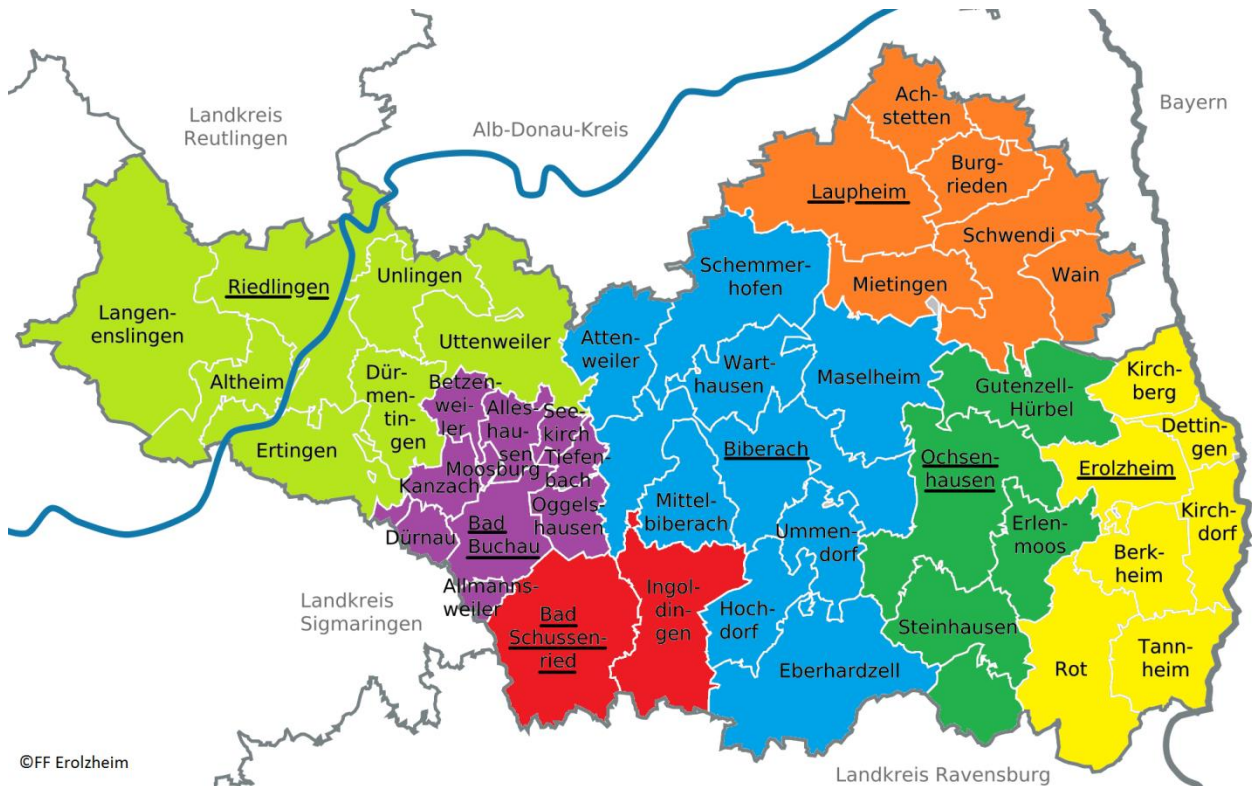 Landkreis
Reutlingen
Alb-Donau-Kreis
Bayern
Ach-
stetten
Burg-
rieden
Laupheim
Schwendi
Wain
Mietingen
Langen-
enslingen
Riedlingen
Unlingen
Uttenweiler
Altheim
Dür-
men-
tin-
gen
Ertingen
Schemmer-
hofen
Atten-
weiler
Wart-
hausen
Maselheim
Biberach
Mittel-
biberach
Ummen-
dorf
Hoch-
dorf
Eberhardzell
Betzen-
wei-
ler
Alles-
hau-
sen
See-
kirch
Tiefen-
bach
Moosburg
Kanzach
Oggels-
hausen
Bad
Buchau
Dürnau
Allmanns-
weiler
Bad
Schussen-
ried
Ingol-
din-
gen
Gutenzell-
Hürbel
Ochsen-
hausen
Erlen-
moos
Steinhausen
Kirch-
berg
Dettin-
gen
Erolzheim
Kirch-
dorf
Berk-
heim
Rot
Tann-
heim
Landkreis
Sigmaringen
Landkreis Ravensburg
©FF Erolzheim